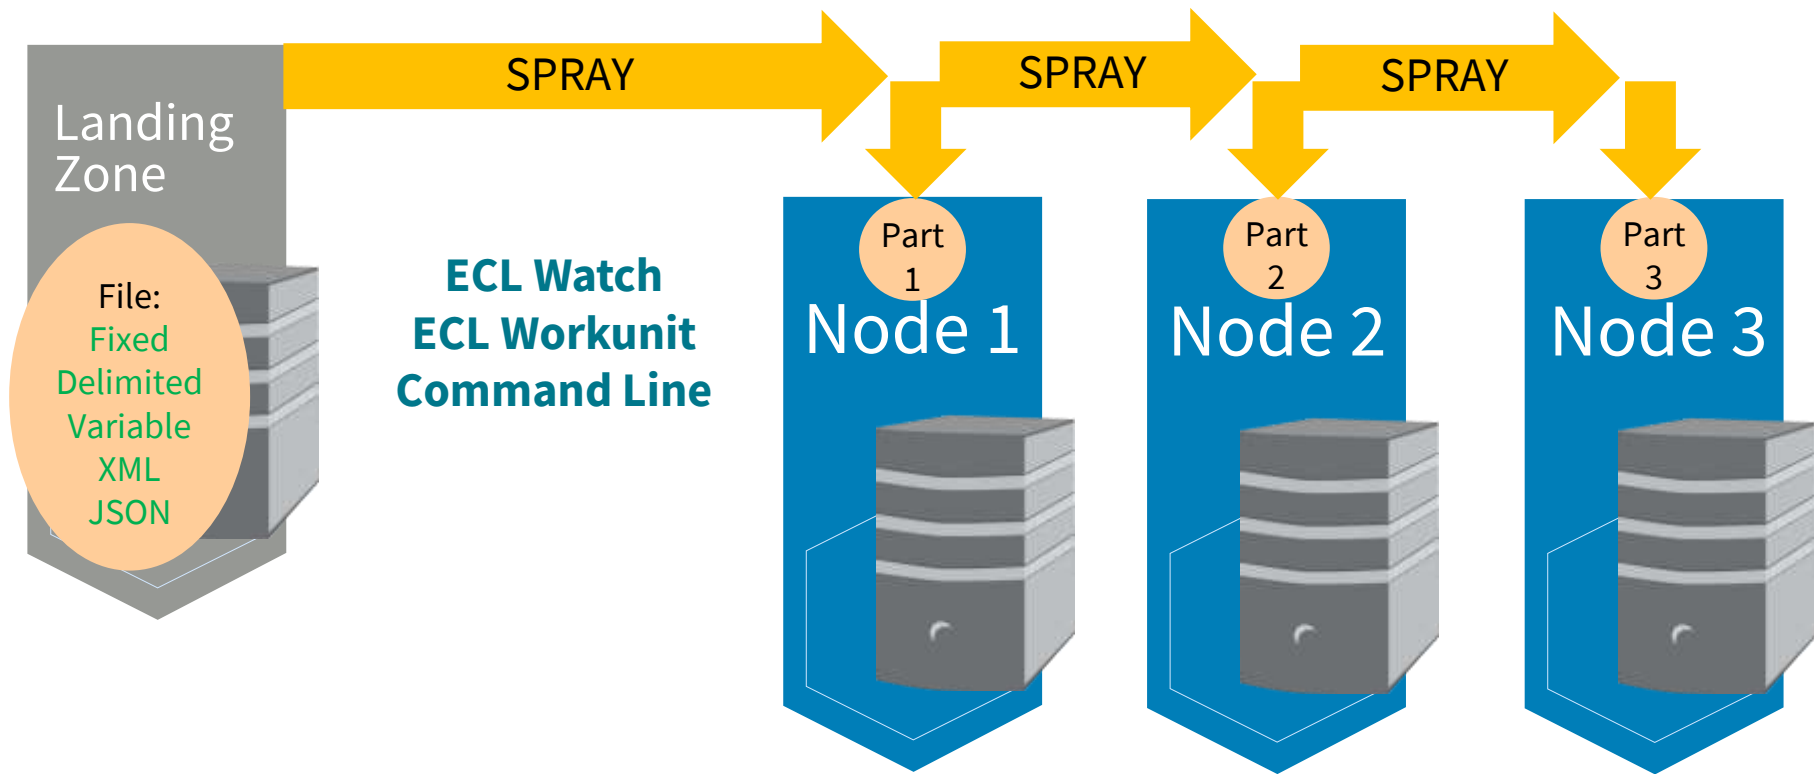 SPRAY
SPRAY
SPRAY
Landing
Zone
File:
Fixed
Delimited
Variable
XML
JSON
ECL Watch
ECL Workunit
Command Line
Part
1
Node 1
Part
2
Node 2
Part
3
Node 3